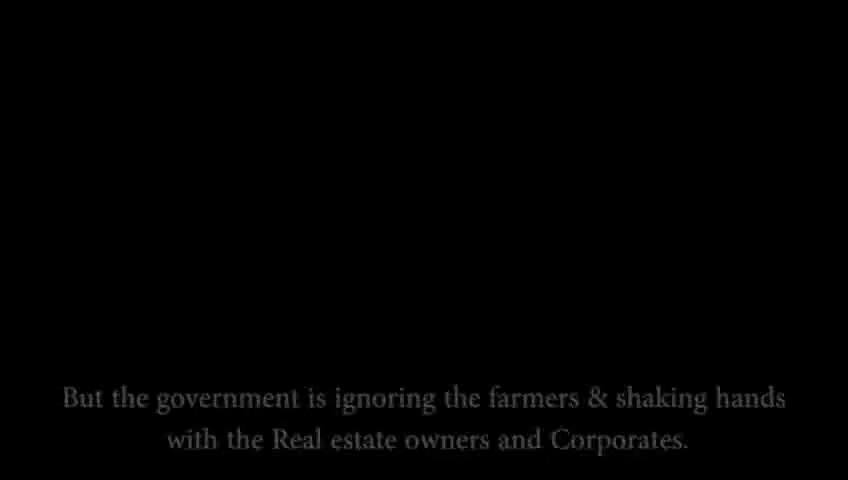 But the government is ignoring the farmers & shaking hands
with the Real estate owners and Corporates.